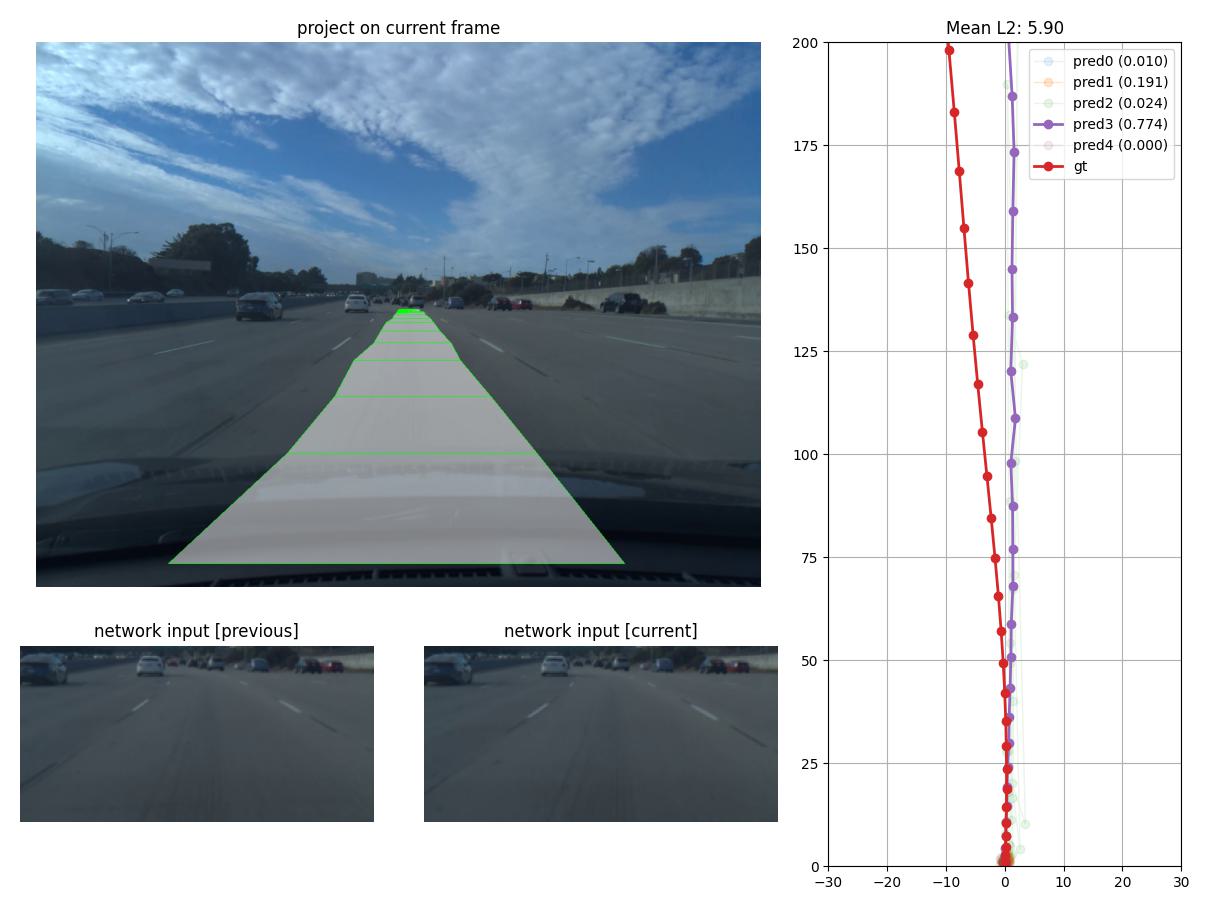 project on current frame
Mean L2: 5.90
200
175
150
125
100
75
50
25
0
−30
−20
−10
0
10
20
30
pred0 (0.010)
pred1 (0.191)
pred2 (0.024)
pred3 (0.774)
pred4 (0.000)
gt
network input [previous]
network input [current]